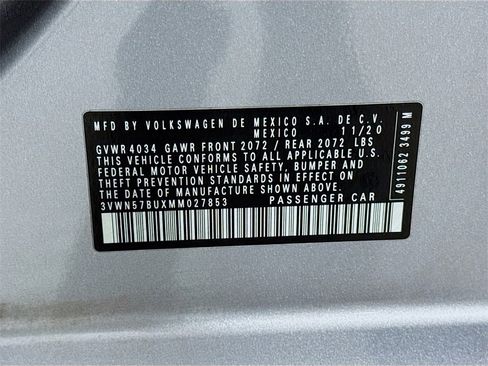 MFD BY VOLKSWAGEN DE MEXICO S.A. DE C.V.
MEXICO 11/20
GVWR 4034 GAWR FRONT 2072 / REAR 2072 LBS
THIS VEHICLE CONFORMS TO ALL APPLICABLE U.S.
FEDERAL MOTOR VEHICLE SAFETY, BUMPER AND
THEFT PREVENTION STANDARDS IN EFFECT ON
THE DATE OF MANUFACTURE SHOWN ABOVE.
3VWN57BUXMM027853 PASSENGER CAR
4911062 3499 M